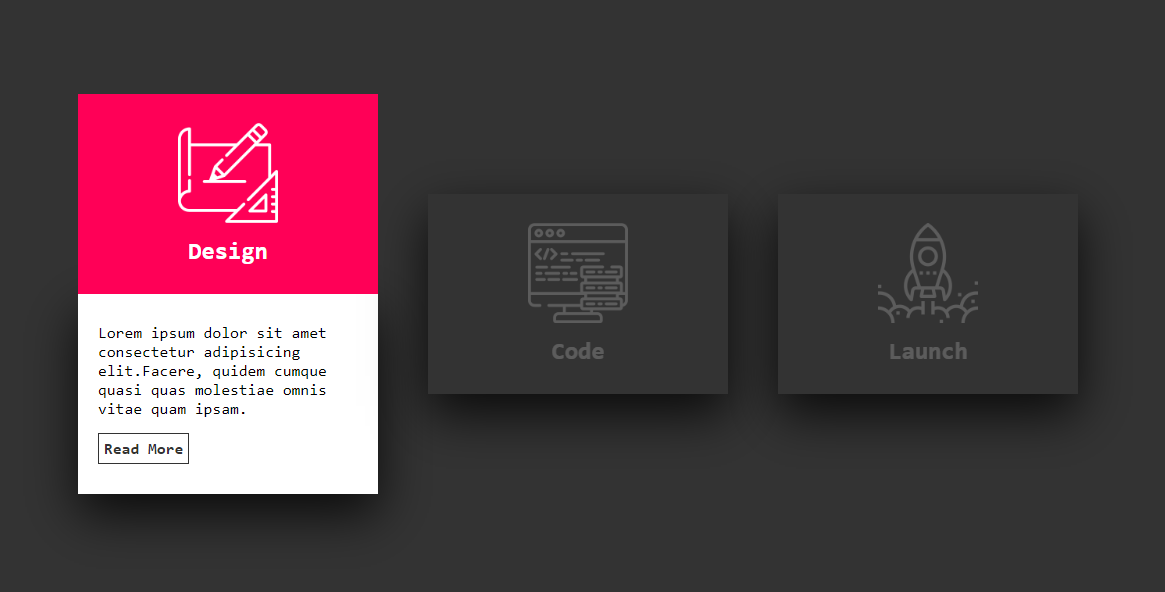 Design
Lorem ipsum dolor sit amet
consectetur adipisicing
elit.Facere, quidem cumque
quasi quas molestiae omnis
vitae quam ipsam.
Read More
</>
Code
Launch